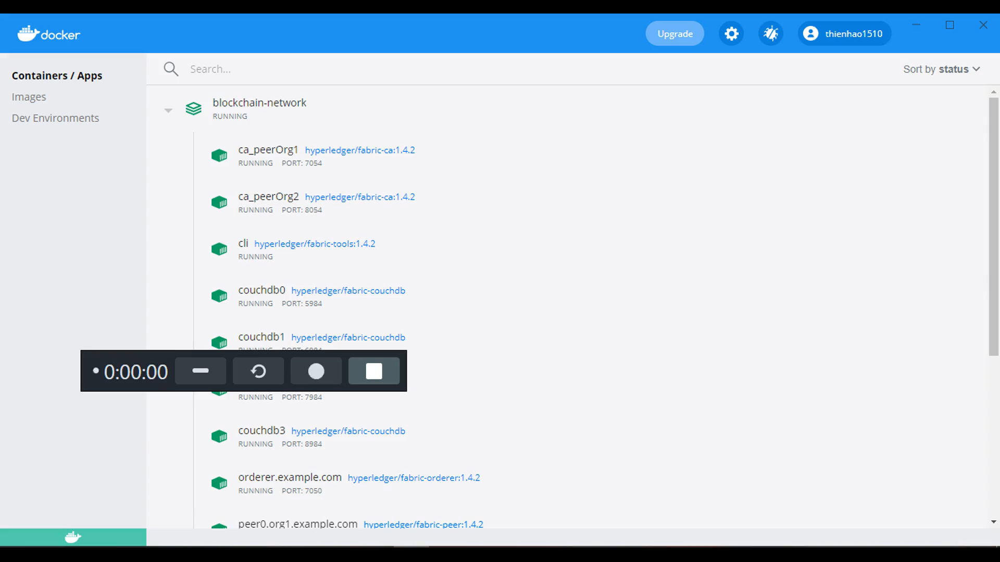 docker
Upgrade
thienhao1510
Containers / Apps
Images
Dev Environments
Search...
Sort by status
blockchain-network
RUNNING
ca_peerOrg1 hyperledger/fabric-ca:1.4.2
RUNNING PORT: 7054
ca_peerOrg2 hyperledger/fabric-ca:1.4.2
RUNNING PORT: 8054
cli hyperledger/fabric-tools:1.4.2
RUNNING
couchdb0 hyperledger/fabric-couchdb
RUNNING PORT: 5984
couchdb1 hyperledger/fabric-couchdb
0:00:00
RUNNING PORT: 7984
couchdb3 hyperledger/fabric-couchdb
RUNNING PORT: 8984
orderer.example.com hyperledger/fabric-orderer:1.4.2
RUNNING PORT: 7050
peer0.org1.example.com hyperledger/fabric-peer:1.4.2